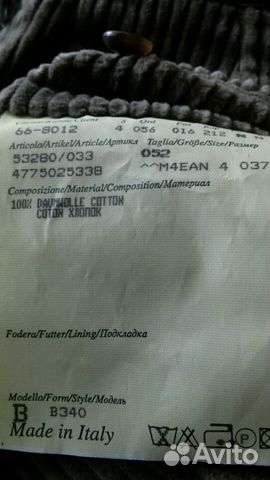 66-8012 4 056 016 212
Articolo/Artikel/Article/Артикл Taglia/Größe/Size/Размер
53280/033 052
4775025338 ^^M4EAN 4 037
Composizione/Material/Composition/Материал
100% BAUMWOLLE COTTON
COTON ХЛОПОК
Fodera/Futter/Lining/Подкладка
Modello/Form/Style/Модель
B B340
Made in Italy
Avito